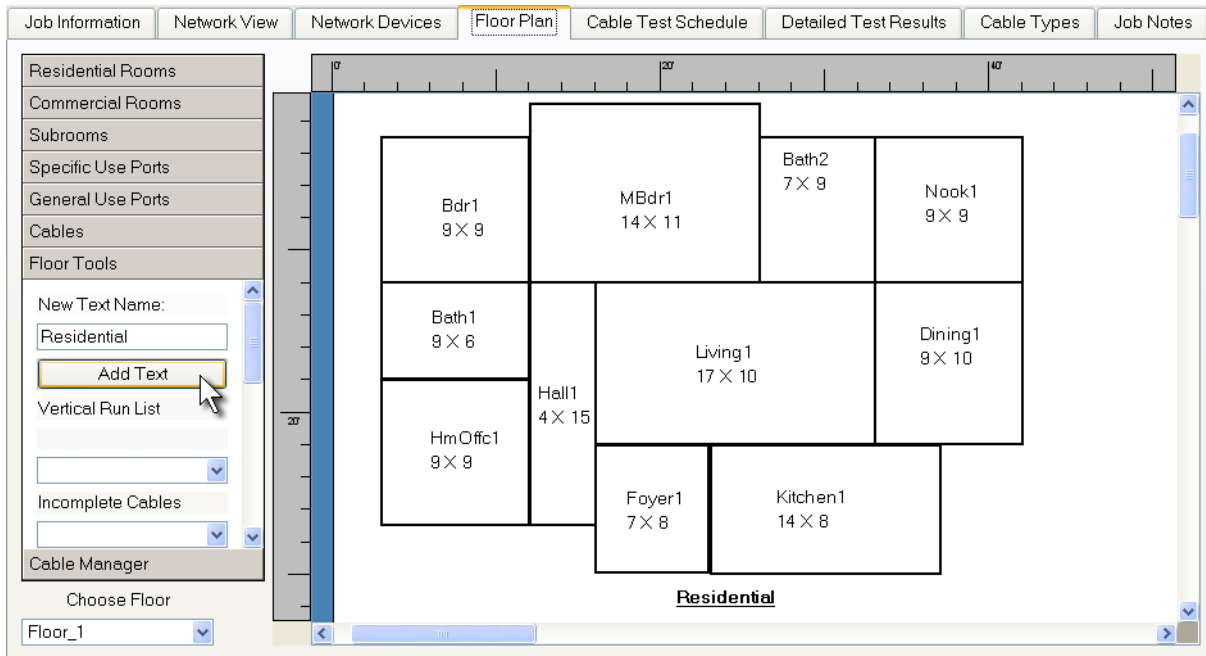 Job Information Network View Network Devices Floor Plan Cable Test Schedule Detailed Test Results Cable Types Job Notes
Residential Rooms
Commercial Rooms
Subrooms
Specific Use Ports
General Use Ports
Cables
Floor Tools
New Text Name:
Residential
Add Text
Vertical Run List
Incomplete Cables
Cable Manager
Choose Floor
Floor_1
0' 20' 40'
20'
Bdr1
9 X 9
MBdr1
14 X 11
Bath2
7 X 9
Nook1
9 X 9
Bath1
9 X 6
Hall1
4 X 15
Living1
17 X 10
Dining1
9 X 10
HmOffc1
9 X 9
Foyer1
7 X 8
Kitchen1
14 X 8
Residential